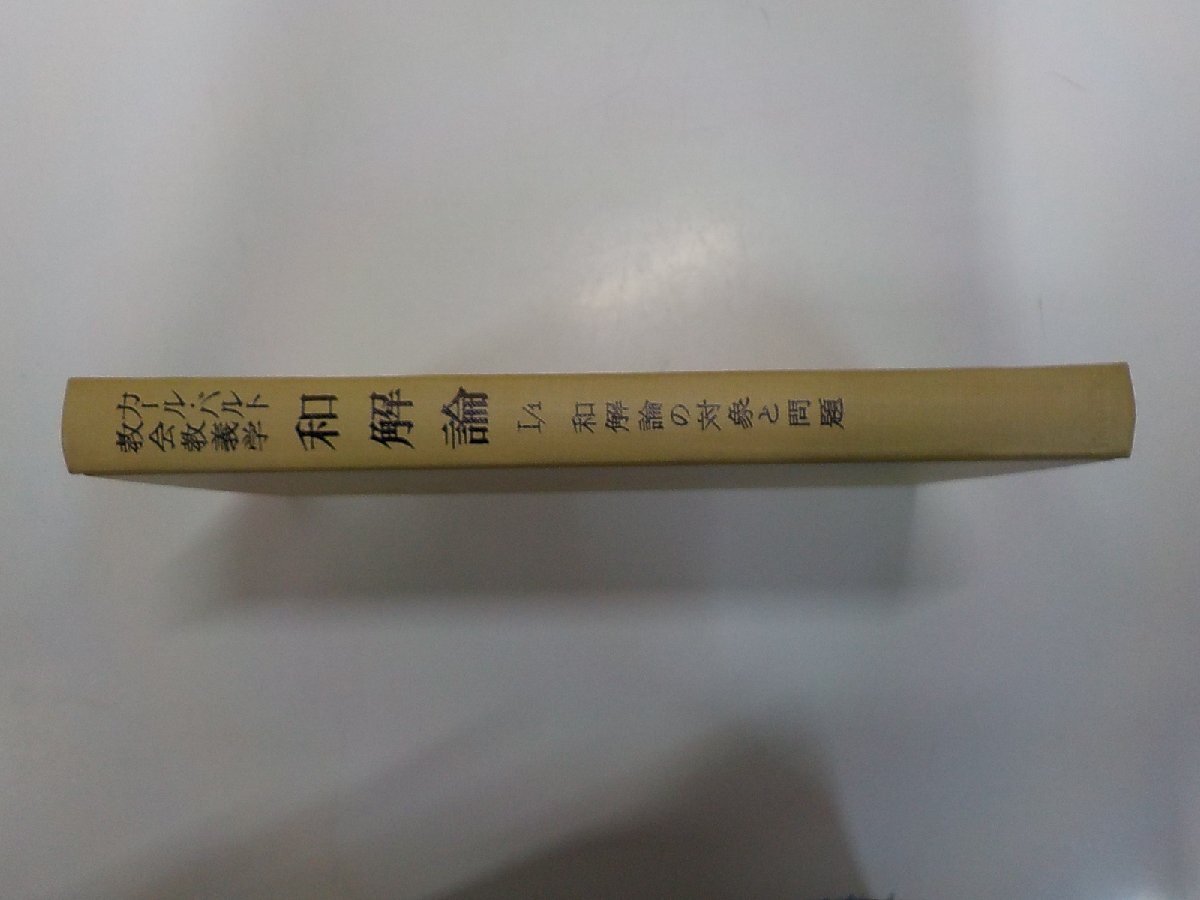 カール・バルト
教会教義学
和解論
I/1
和解論の対象と問題